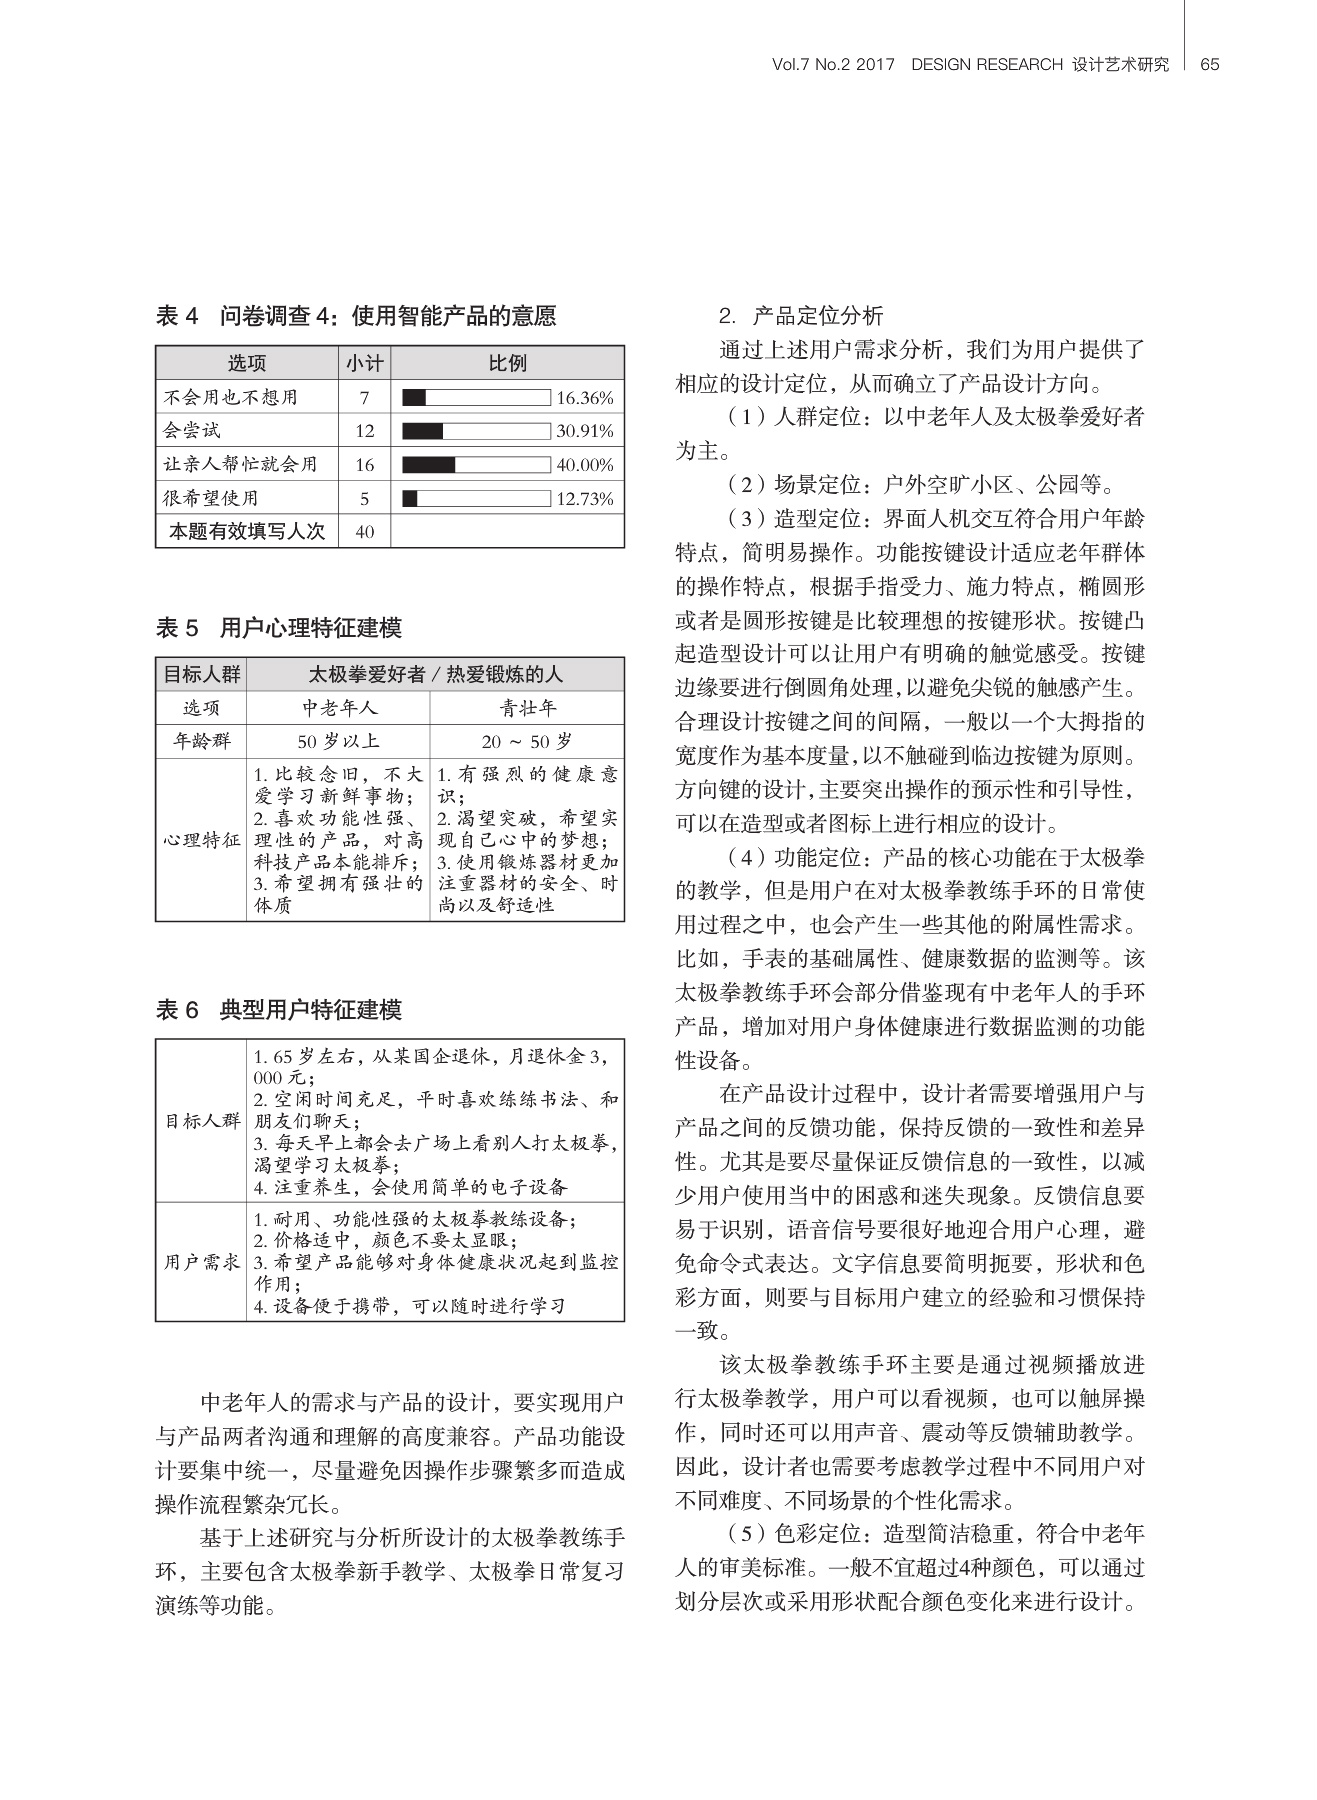 Vol.7 No.2 2017 DESIGN RESEARCH 设计艺术研究 65
表 4 问卷调查 4：使用智能产品的意愿
选项 小计 比例
不会用也不想用 7 16.36%
会尝试 12 30.91%
让亲人帮忙就会用 16 40.00%
很希望使用 5 12.73%
本题有效填写人次 40
表 5 用户心理特征建模
目标人群 太极拳爱好者 / 热爱锻炼的人
选项 中老年人 青壮年
年龄群 50 岁以上 20 ~ 50 岁
心理特征
1. 比较念旧，不大
爱学习新鲜事物；
2. 喜欢功能性强、
理性的产品，对高
科技产品本能排斥；
3. 希望拥有强壮的
体质
1. 有强烈的健康意
识；
2. 渴望突破，希望实
现自己心中的梦想；
3. 使用锻炼器材更加
注重器材的安全、时
尚以及舒适性
表 6 典型用户特征建模
目标人群
1. 65 岁左右，从某国企退休，月退休金 3，
000 元；
2. 空闲时间充足，平时喜欢练练书法、和
朋友们聊天；
3. 每天早上都会去广场上看别人打太极拳，
渴望学习太极拳；
4. 注重养生，会使用简单的电子设备
用户需求
1. 耐用、功能性强的太极拳教练设备；
2. 价格适中，颜色不要太显眼；
3. 希望产品能够对身体健康状况起到监控
作用；
4. 设备便于携带，可以随时进行学习
中老年人的需求与产品的设计，要实现用户
与产品两者沟通和理解的高度兼容。产品功能设
计要集中统一，尽量避免因操作步骤繁多而造成
操作流程繁杂冗长。
基于上述研究与分析所设计的太极拳教练手
环，主要包含太极拳新手教学、太极拳日常复习
演练等功能。
2. 产品定位分析
通过上述用户需求分析，我们为用户提供了
相应的设计定位，从而确立了产品设计方向。
（1）人群定位：以中老年人及太极拳爱好者
为主。
（2）场景定位：户外空旷小区、公园等。
（3）造型定位：界面人机交互符合用户年龄
特点，简明易操作。功能按键设计适应老年群体
的操作特点，根据手指受力、施力特点，椭圆形
或者是圆形按键是比较理想的按键形状。按键凸
起造型设计可以让用户有明确的触觉感受。按键
边缘要进行倒圆角处理，以避免尖锐的触感产生。
合理设计按键之间的间隔，一般以一个大拇指的
宽度作为基本度量，以不触碰到临边按键为原则。
方向键的设计，主要突出操作的预示性和引导性，
可以在造型或者图标上进行相应的设计。
（4）功能定位：产品的核心功能在于太极拳
的教学，但是用户在对太极拳教练手环的日常使
用过程之中，也会产生一些其他的附属性需求。
比如，手表的基础属性、健康数据的监测等。该
太极拳教练手环会部分借鉴现有中老年人的手环
产品，增加对用户身体健康进行数据监测的功能
性设备。
在产品设计过程中，设计者需要增强用户与
产品之间的反馈功能，保持反馈的一致性和差异
性。尤其是要尽量保证反馈信息的一致性，以减
少用户使用当中的困惑和迷失现象。反馈信息要
易于识别，语音信号要很好地迎合用户心理，避
免命令式表达。文字信息要简明扼要，形状和色
彩方面，则要与目标用户建立的经验和习惯保持
一致。
该太极拳教练手环主要是通过视频播放进
行太极拳教学，用户可以看视频，也可以触屏操
作，同时还可以用声音、震动等反馈辅助教学。
因此，设计者也需要考虑教学过程中不同用户对
不同难度、不同场景的个性化需求。
（5）色彩定位：造型简洁稳重，符合中老年
人的审美标准。一般不宜超过4种颜色，可以通过
划分层次或采用形状配合颜色变化来进行设计。